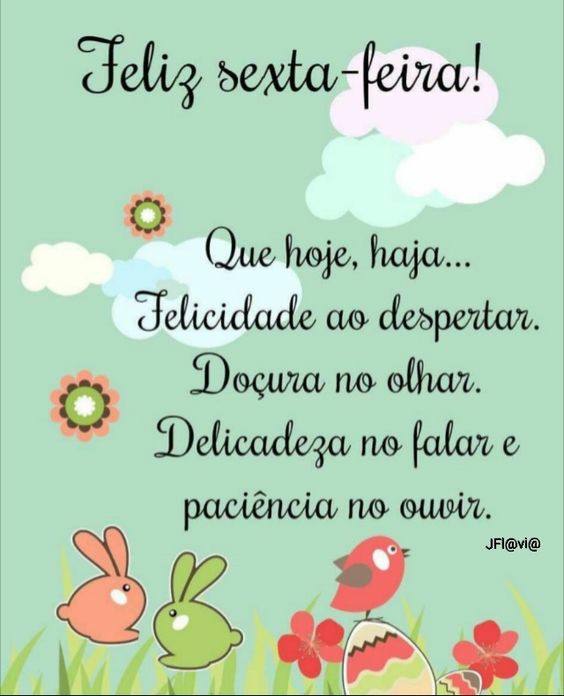 Feliz sexta-feira!
Que hoje, haja...
Felicidade ao despertar.
Doçura no olhar.
Delicadeza no falar e
paciência no ouvir.
JFl@vi@